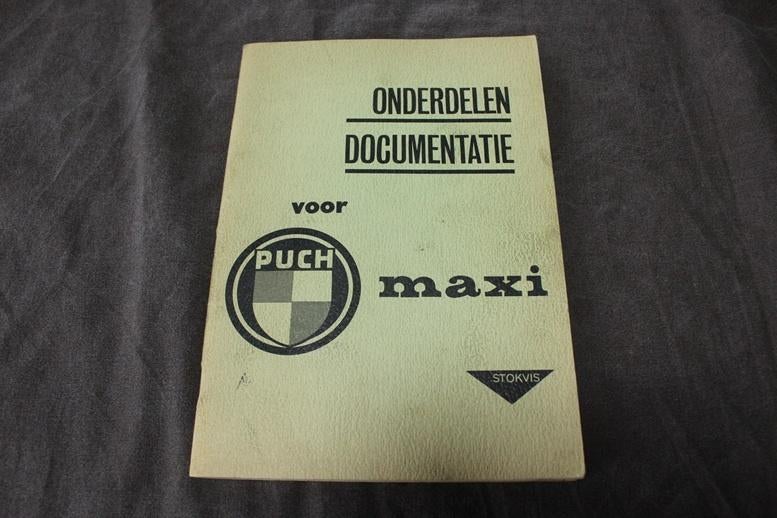 ONDERDELEN
DOCUMENTATIE
voor
PUCH
maxi
STOKVIS